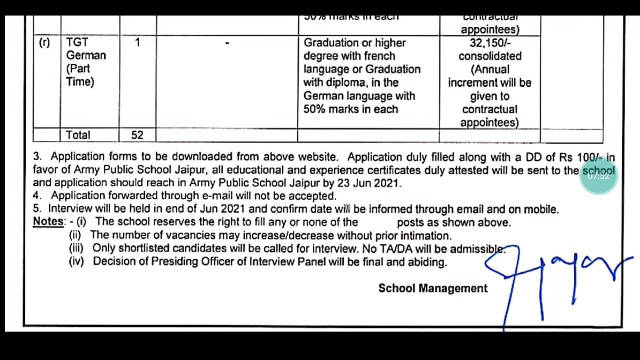 50% marks in each contractual
appointees)
(r) TGT 1 - Graduation or higher 32,150/-
German degree with french consolidated
(Part language or Graduation (Annual
Time) with diploma, in the increment will be
German language with given to
50% marks in each contractual
appointees)
Total 52
3. Application forms to be downloaded from above website. Application duly filled along with a DD of Rs 100/- in
favor of Army Public School Jaipur, all educational and experience certificates duly attested will be sent to the school
and application should reach in Army Public School Jaipur by 23 Jun 2021.
4. Application forwarded through e-mail will not be accepted.
5. Interview will be held in end of Jun 2021 and confirm date will be informed through email and on mobile.
Notes: - (i) The school reserves the right to fill any or none of the posts as shown above.
(ii) The number of vacancies may increase/decrease without prior intimation.
(iii) Only shortlisted candidates will be called for interview. No TA/DA will be admissible.
(iv) Decision of Presiding Officer of Interview Panel will be final and abiding.
School Management